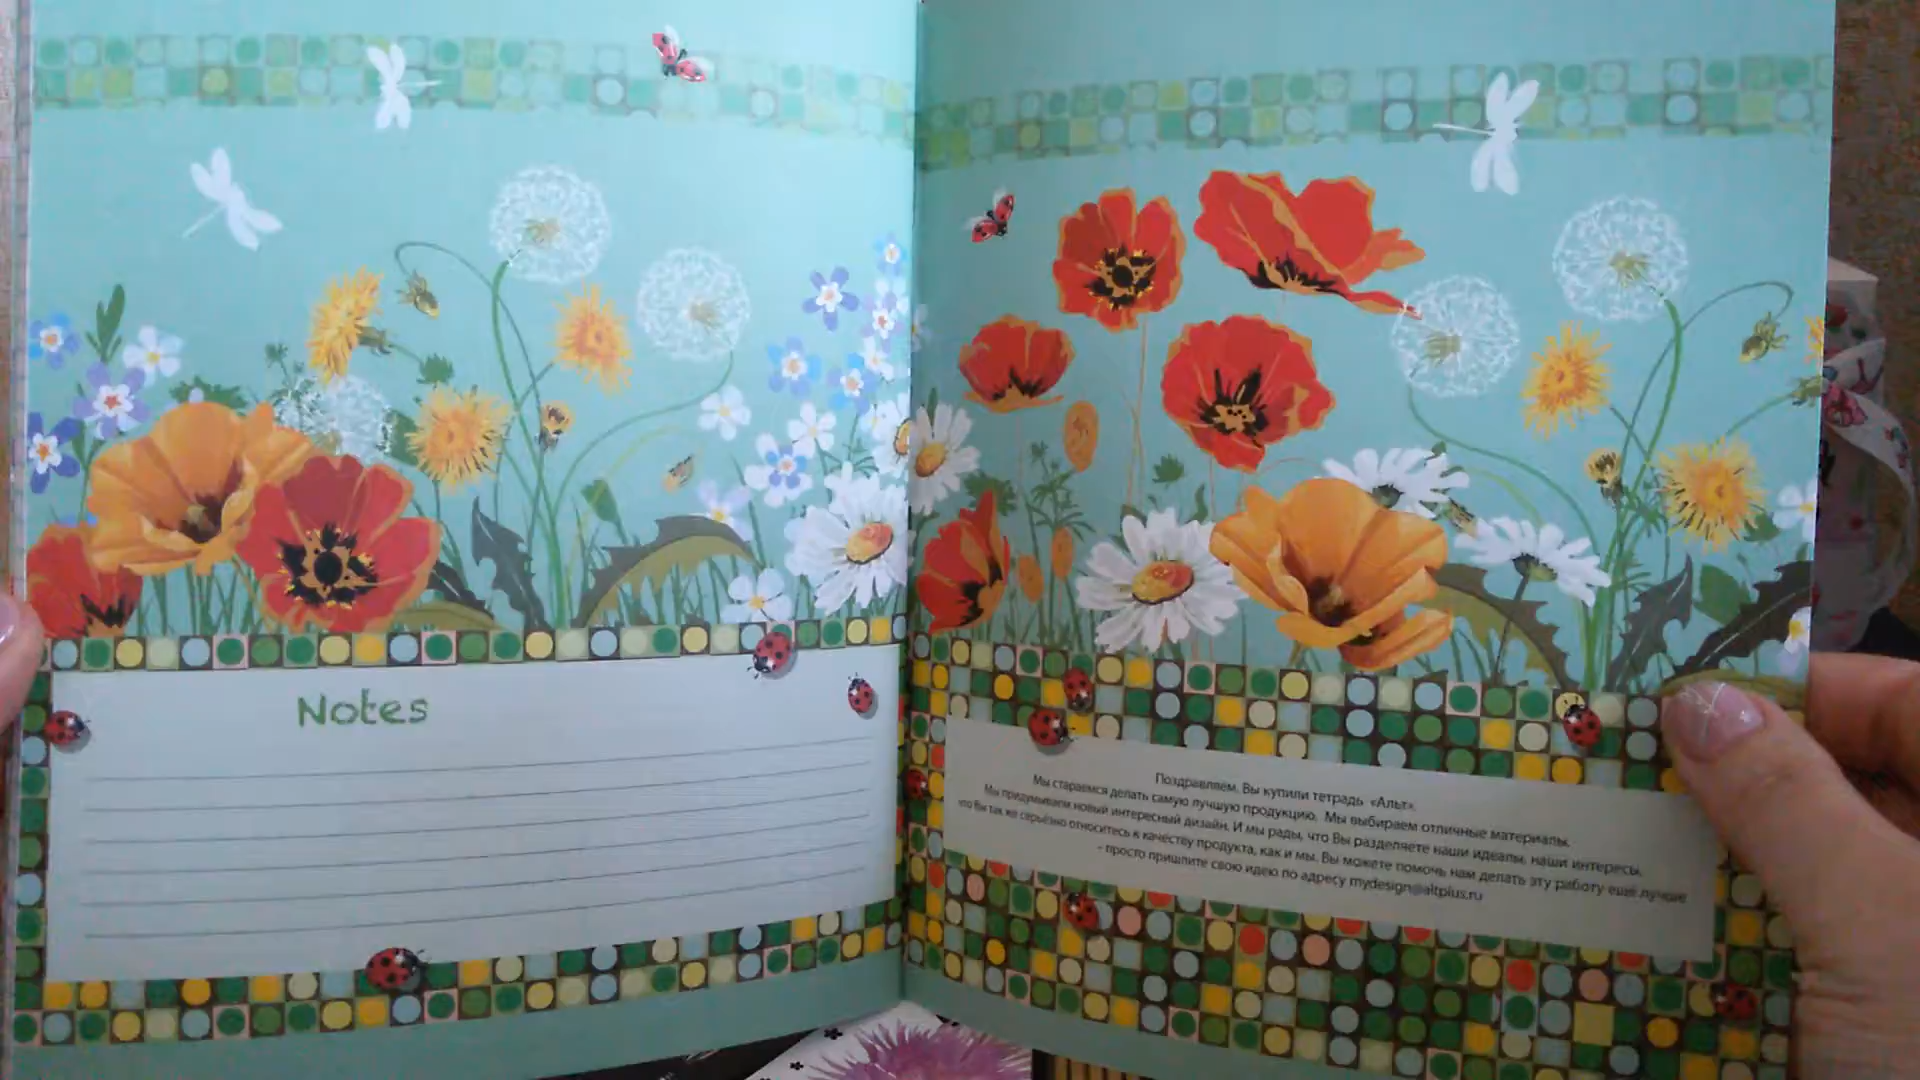 Notes
Поздравляем. Вы купили тетрадь «Альт».
Мы стараемся делать самую лучшую продукцию. Мы выбираем отличные материалы.
Мы придумываем новый интересный дизайн. И мы рады, что Вы разделяете наши идеалы, наши интересы,
что Вы так же серьёзно относитесь к качеству продукта, как и мы. Вы можете помочь нам делать эту работу ещё лучше
- просто пришлите свою идею по адресу mydesign@altplus.ru